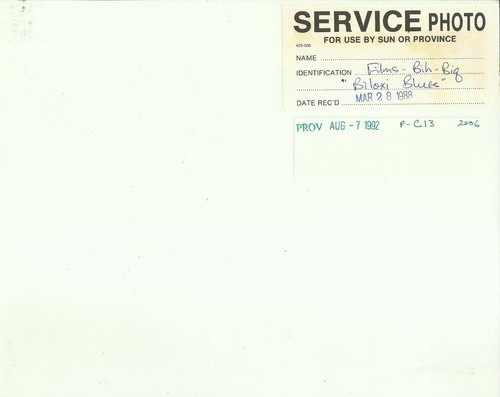 SERVICE PHOTO
FOR USE BY SUN OR PROVINCE
425-006
NAME
IDENTIFICATION Films - Bih - Big
"Biloxi Blues"
DATE REC'D MAR 28 1988
PROV AUG -7 1992 P-C13 2506